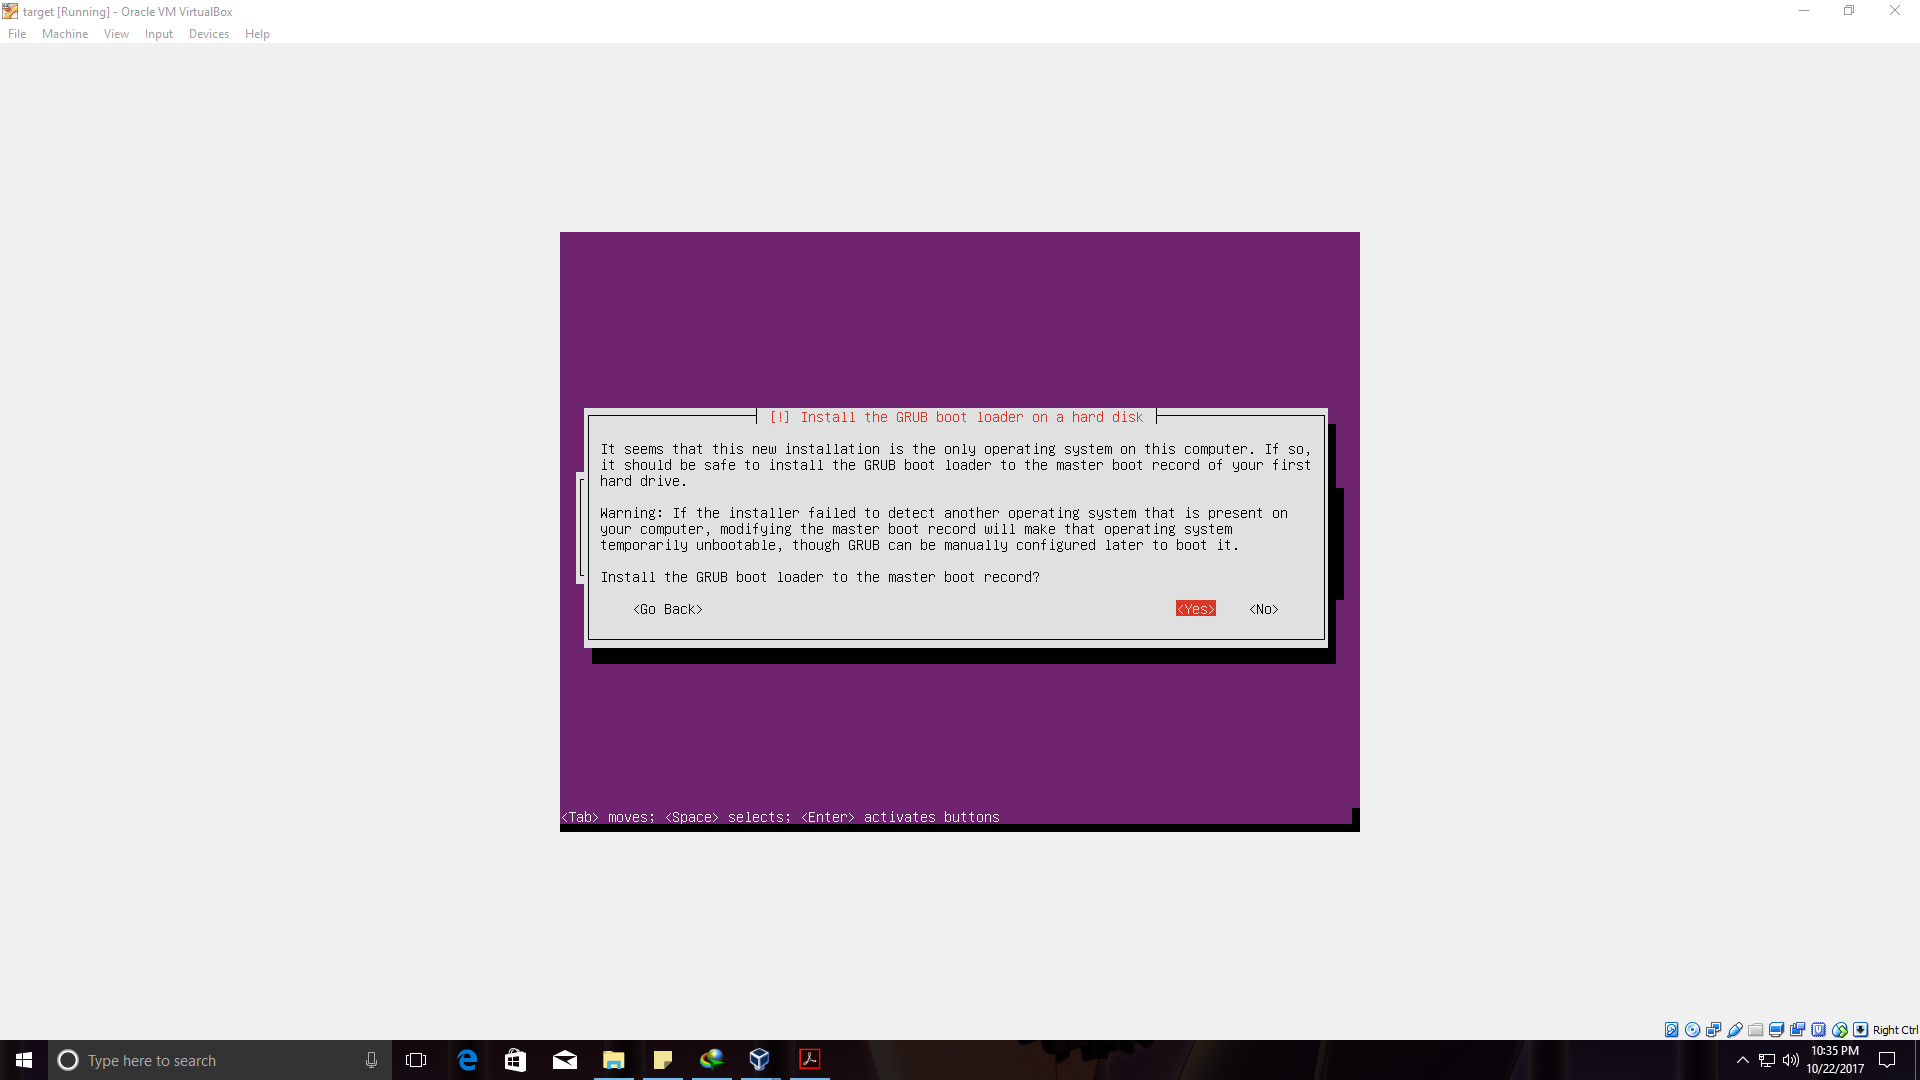 target [Running] - Oracle VM VirtualBox
File Machine View Input Devices Help
[!] Install the GRUB boot loader on a hard disk
It seems that this new installation is the only operating system on this computer. If so,
it should be safe to install the GRUB boot loader to the master boot record of your first
hard drive.
Warning: If the installer failed to detect another operating system that is present on
your computer, modifying the master boot record will make that operating system
temporarily unbootable, though GRUB can be manually configured later to boot it.
Install the GRUB boot loader to the master boot record?
<Go Back> <Yes> <No>
<Tab> moves; <Space> selects; <Enter> activates buttons
Right Ctrl
Type here to search
10:35 PM
10/22/2017